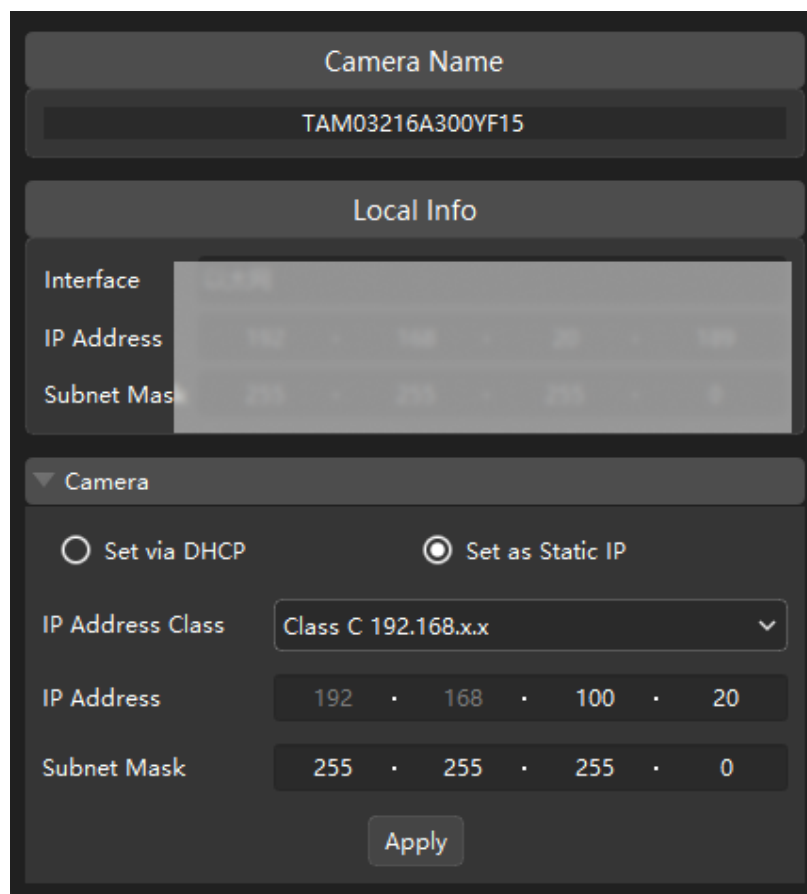 Camera Name
TAM03216A300YF15
Local Info
Interface
IP Address
Subnet Mask
Camera
Set via DHCP Set as Static IP
IP Address Class Class C 192.168.x.x
IP Address 192 . 168 . 100 . 20
Subnet Mask 255 . 255 . 255 . 0
Apply